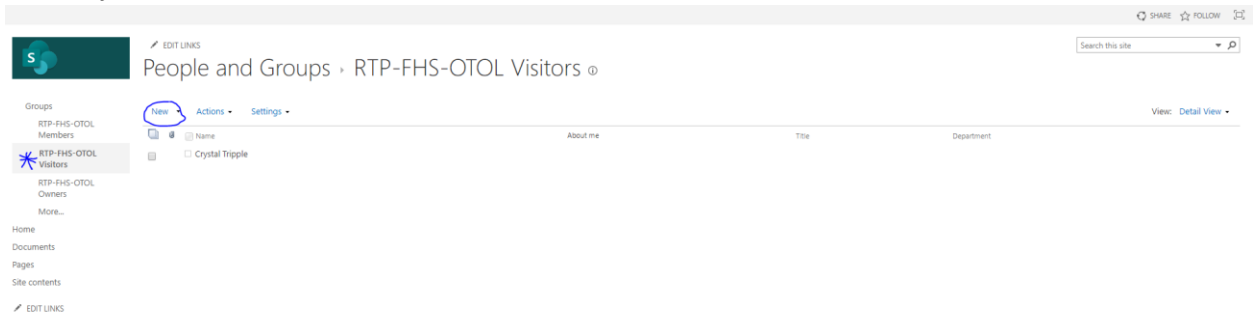 SHARE FOLLOW
S
EDIT LINKS
Search this site
People and Groups › RTP-FHS-OTOL Visitors
Groups
RTP-FHS-OTOL
Members
RTP-FHS-OTOL
Visitors
RTP-FHS-OTOL
Owners
More...
Home
Documents
Pages
Site contents
EDIT LINKS
New Actions Settings
View: Detail View
Name About me Title Department
Crystal Tripple